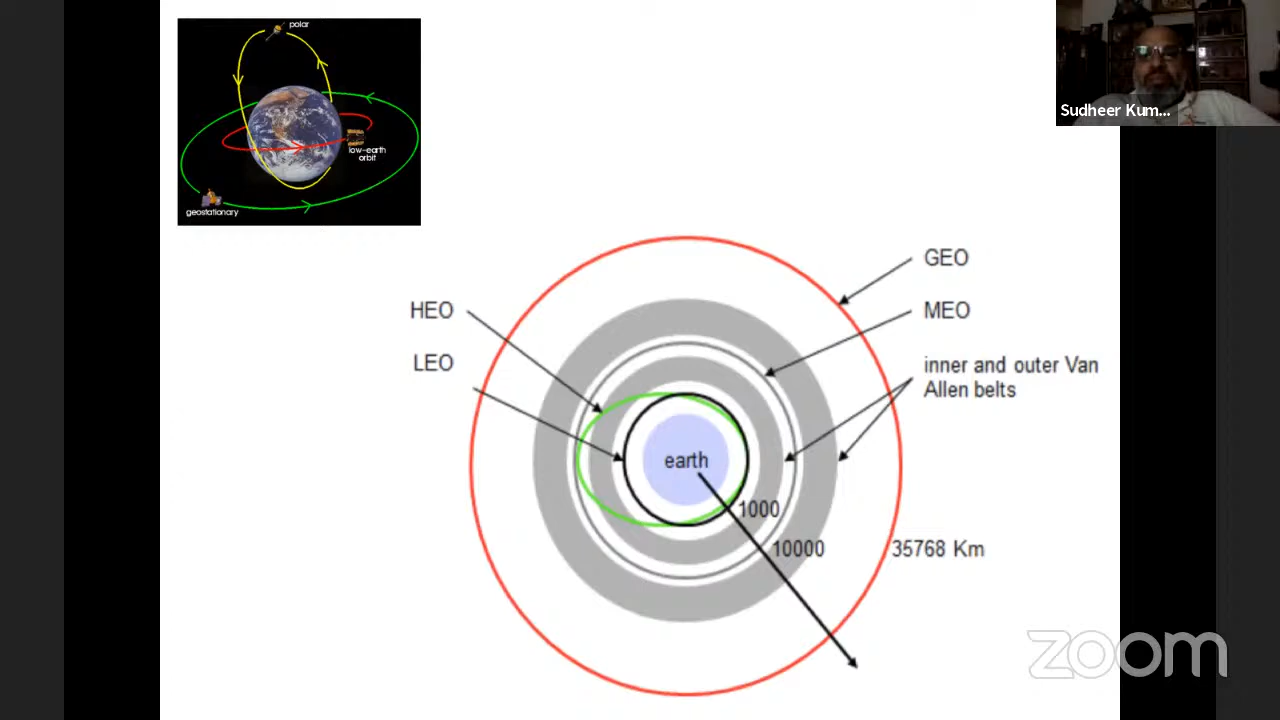 polar
low-earth
orbit
geostationary
Sudheer Kum...
GEO
HEO
MEO
LEO
inner and outer Van
Allen belts
earth
1000
10000
35768 Km
zoom